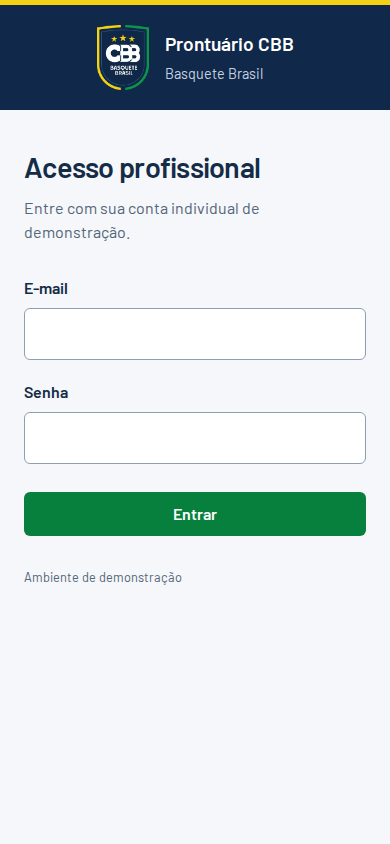 CBB
BASQUETE
BRASIL
Prontuário CBB
Basquete Brasil
Acesso profissional
Entre com sua conta individual de
demonstração.
E-mail
Senha
Entrar
Ambiente de demonstração